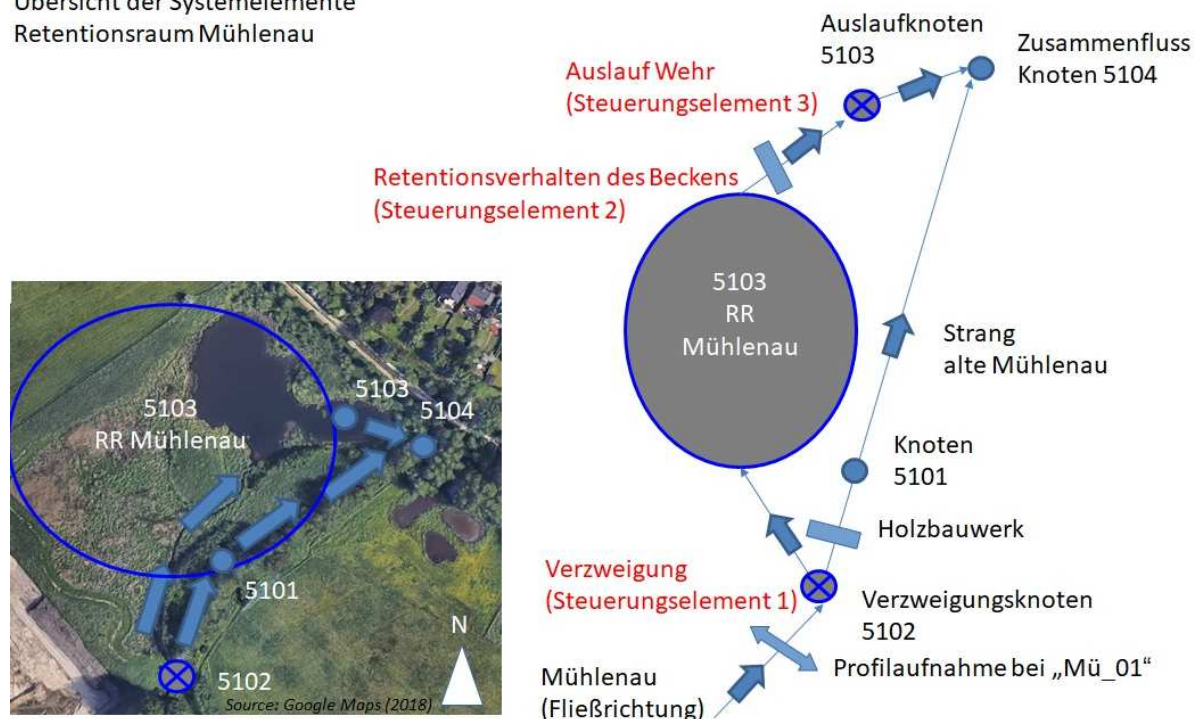 Übersicht der Systemelemente
Retentionsraum Mühlenau
Auslaufknoten
5103
Zusammenfluss
Knoten 5104
Auslauf Wehr
(Steuerungselement 3)
Retentionsverhalten des Beckens
(Steuerungselement 2)
5103
RR
Mühlenau
Strang
alte Mühlenau
Knoten
5101
Holzbauwerk
Verzweigung
(Steuerungselement 1)
Verzweigungsknoten
5102
Profilaufnahme bei „Mü_01“
Mühlenau
(Fließrichtung)
5103
RR Mühlenau
5103
5104
5101
N
5102
Source: Google Maps (2018)